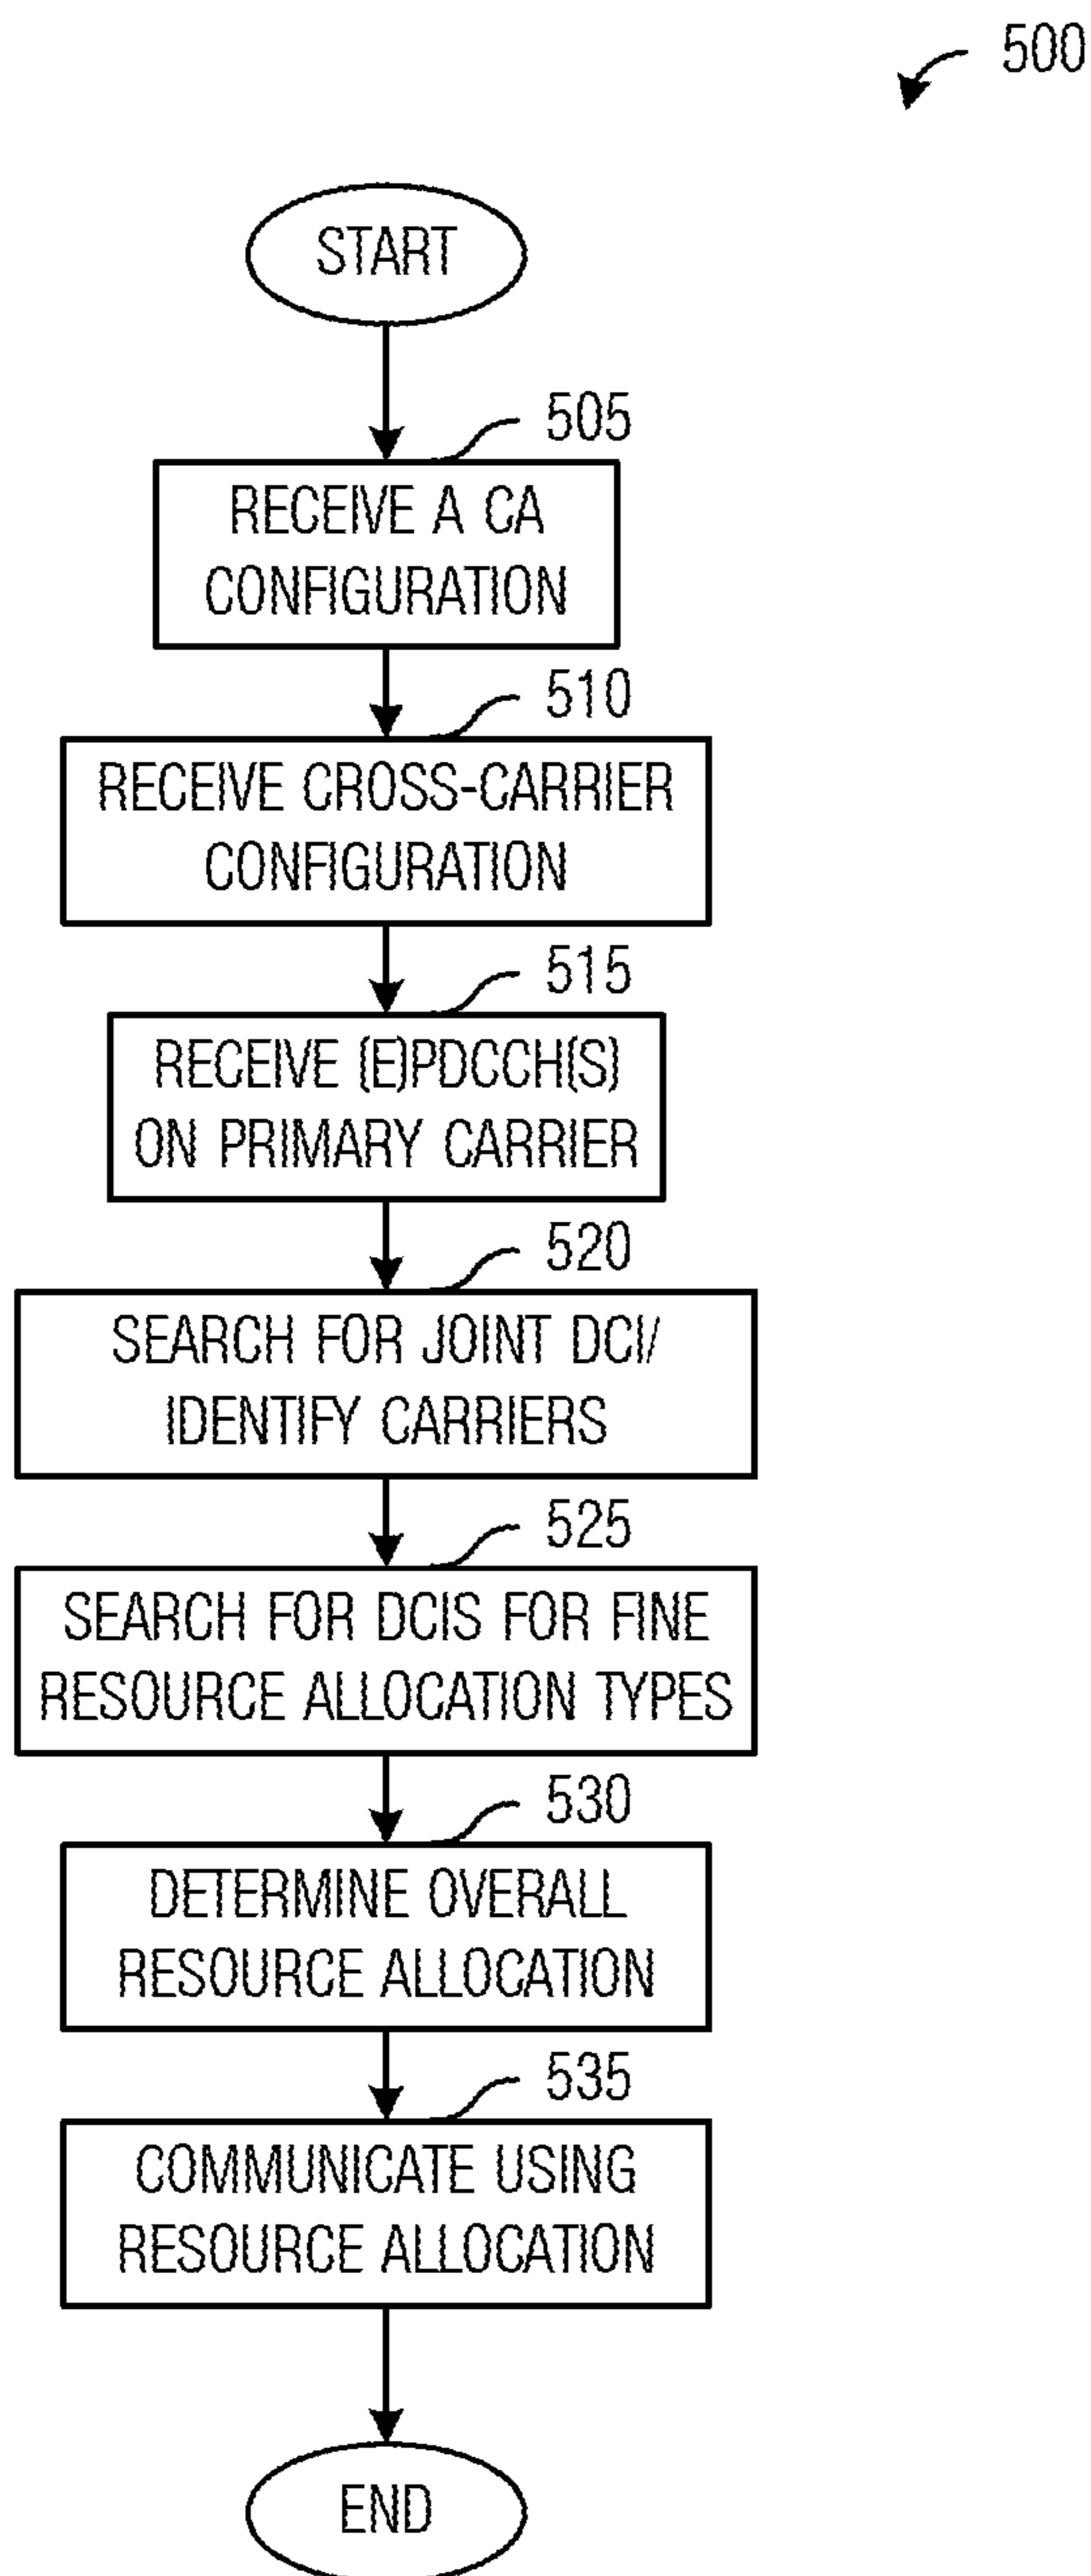 500
START
505
RECEIVE A CA
CONFIGURATION
510
RECEIVE CROSS-CARRIER
CONFIGURATION
515
RECEIVE (E)PDCCH(S)
ON PRIMARY CARRIER
520
SEARCH FOR JOINT DCI/
IDENTIFY CARRIERS
525
SEARCH FOR DCIS FOR FINE
RESOURCE ALLOCATION TYPES
530
DETERMINE OVERALL
RESOURCE ALLOCATION
535
COMMUNICATE USING
RESOURCE ALLOCATION
END